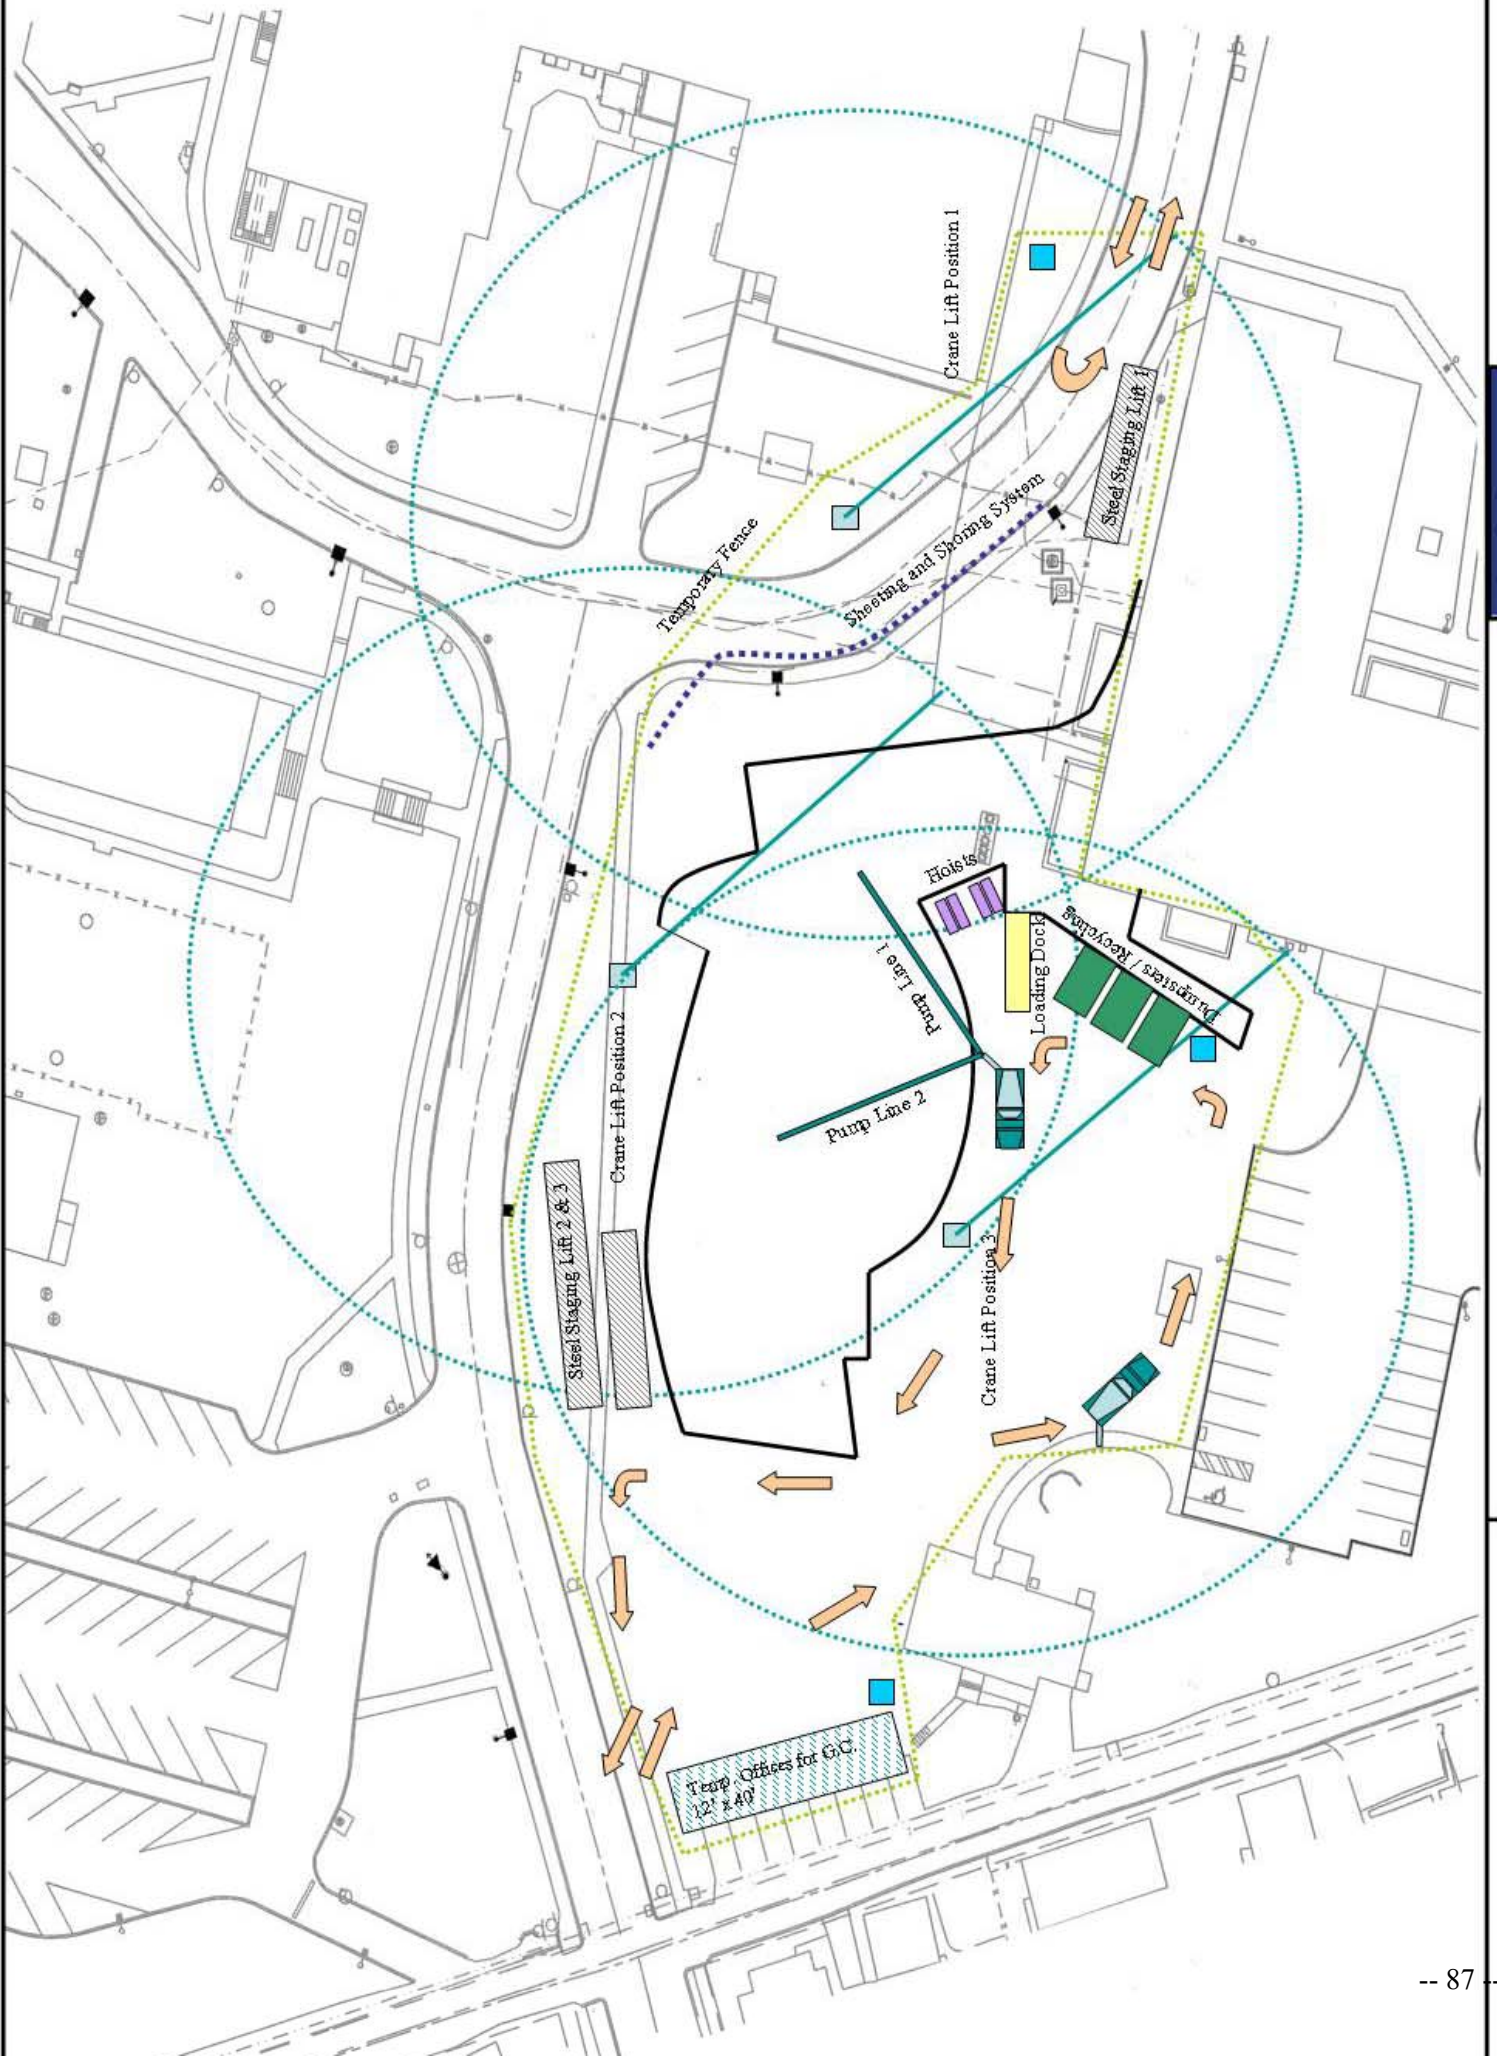 Crane Lift Position 1
Steel Staging Lift 1
Temporary Fence
Sheeting and Shoring System
Hoists
Pump Line 1
Loading Dock
Dumpsters / Recycling
Crane Lift Position 2
Pump Line 2
Steel Staging Lift 2 & 3
Crane Lift Position 3
Temp. Offices for G.C.
12' x 40'
-- 87 --